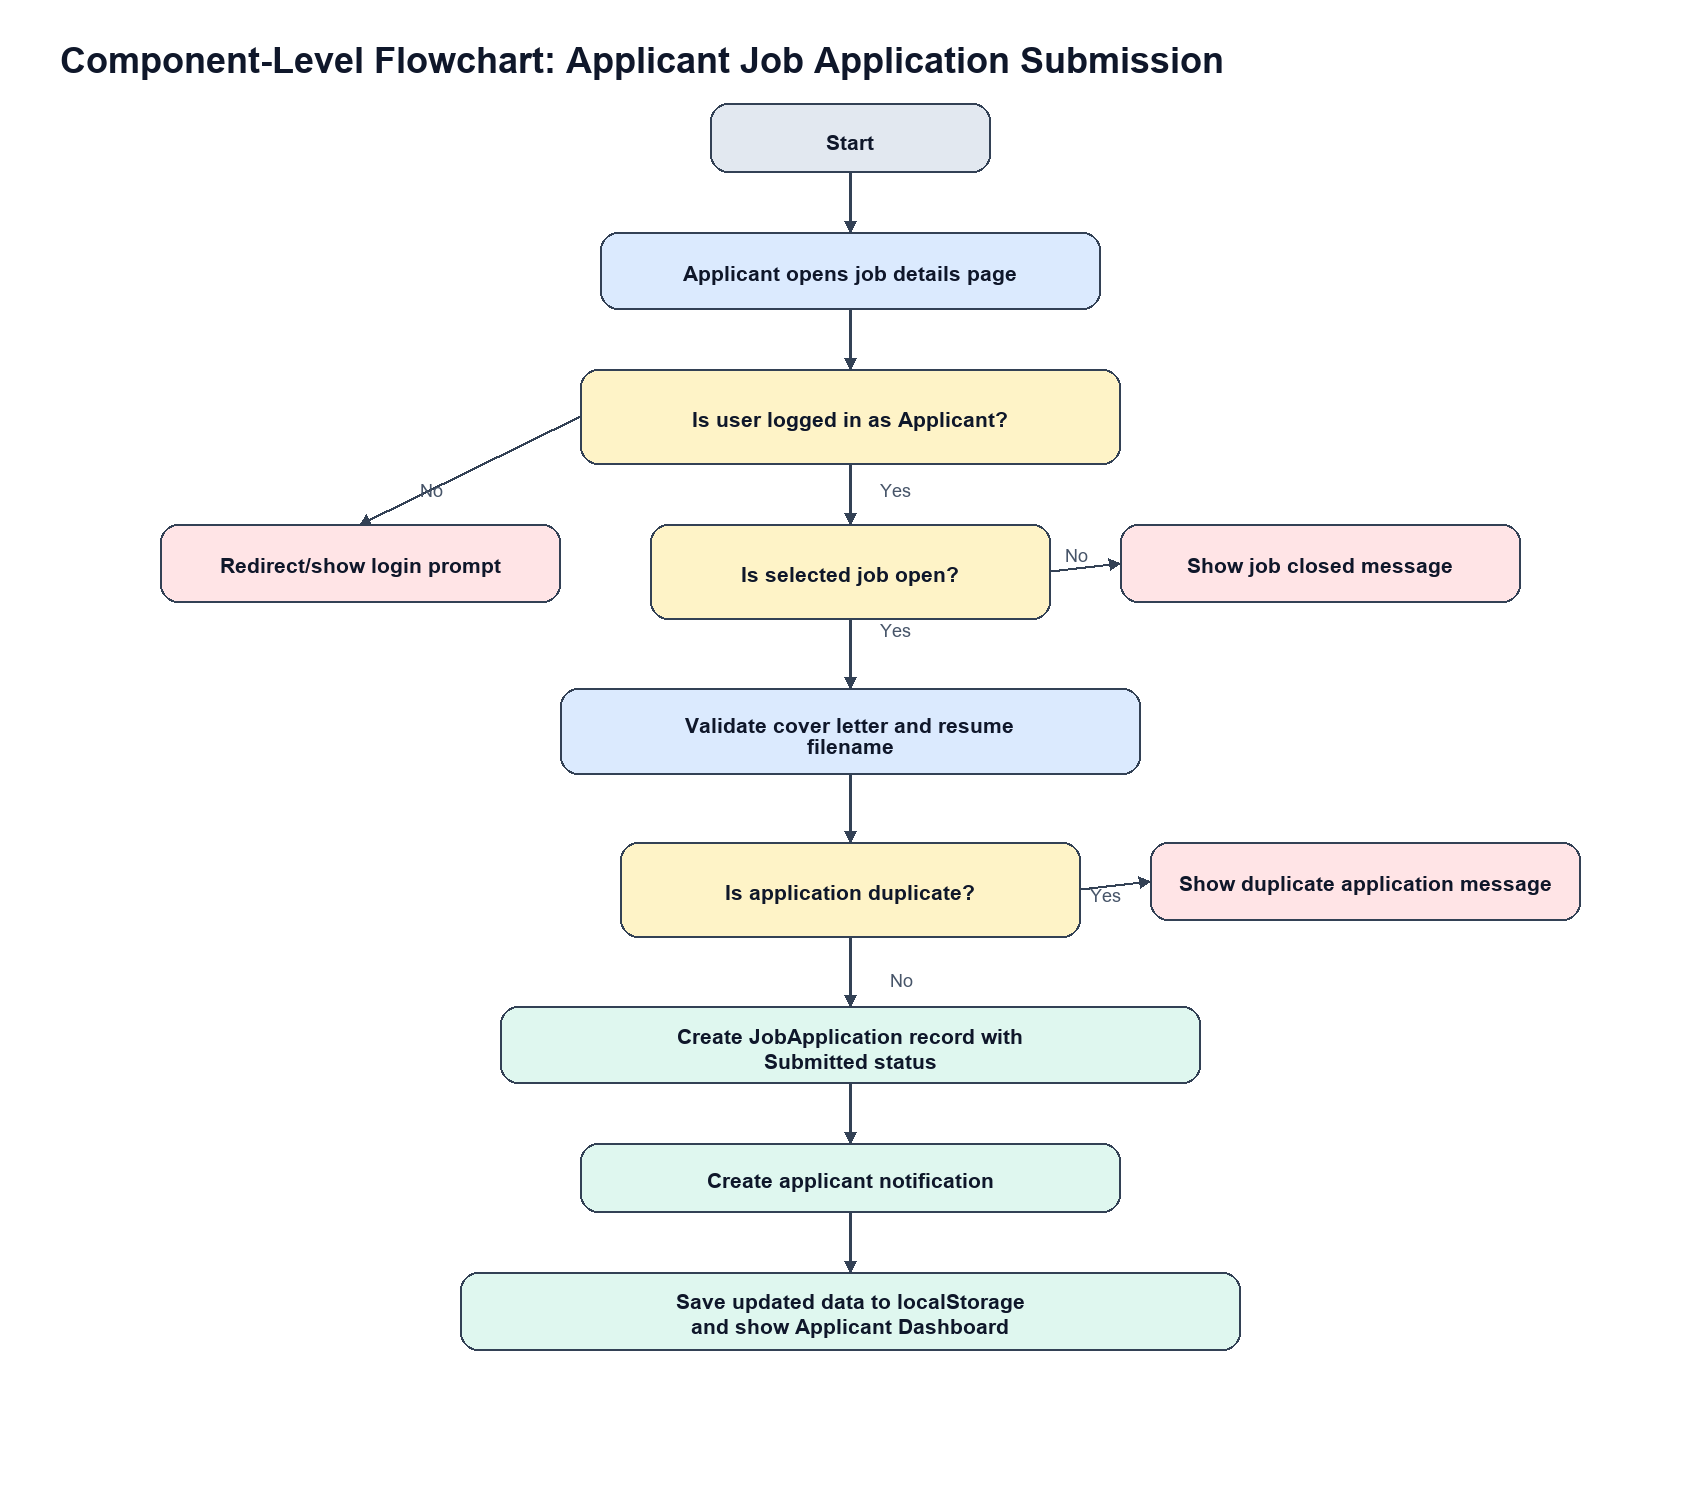 Component-Level Flowchart: Applicant Job Application Submission
Start
Applicant opens job details page
Is user logged in as Applicant?
No
Yes
Redirect/show login prompt
Is selected job open?
No
Show job closed message
Yes
Validate cover letter and resume
filename
Is application duplicate?
Yes
Show duplicate application message
No
Create JobApplication record with
Submitted status
Create applicant notification
Save updated data to localStorage
and show Applicant Dashboard